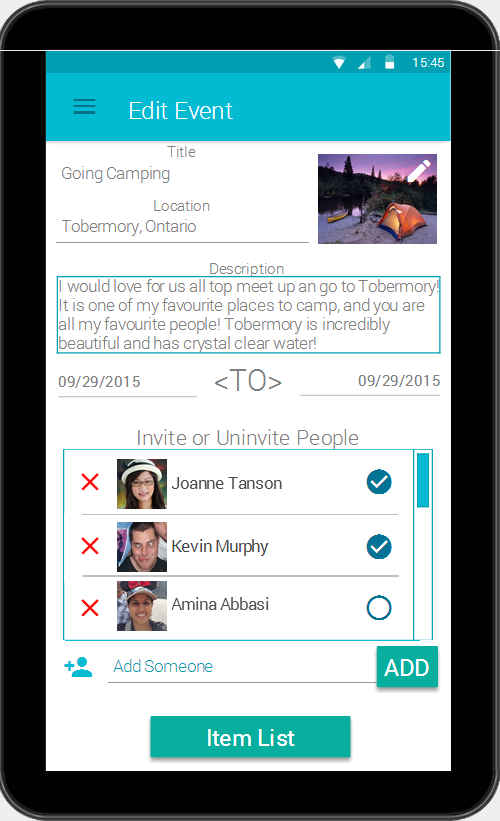 15:45
Edit Event
Title
Going Camping
Location
Tobermory, Ontario
Description
I would love for us all top meet up an go to Tobermory!
It is one of my favourite places to camp, and you are
all my favourite people! Tobermory is incredibly
beautiful and has crystal clear water!
09/29/2015 <TO> 09/29/2015
Invite or Uninvite People
Joanne Tanson
Kevin Murphy
Amina Abbasi
Add Someone ADD
Item List